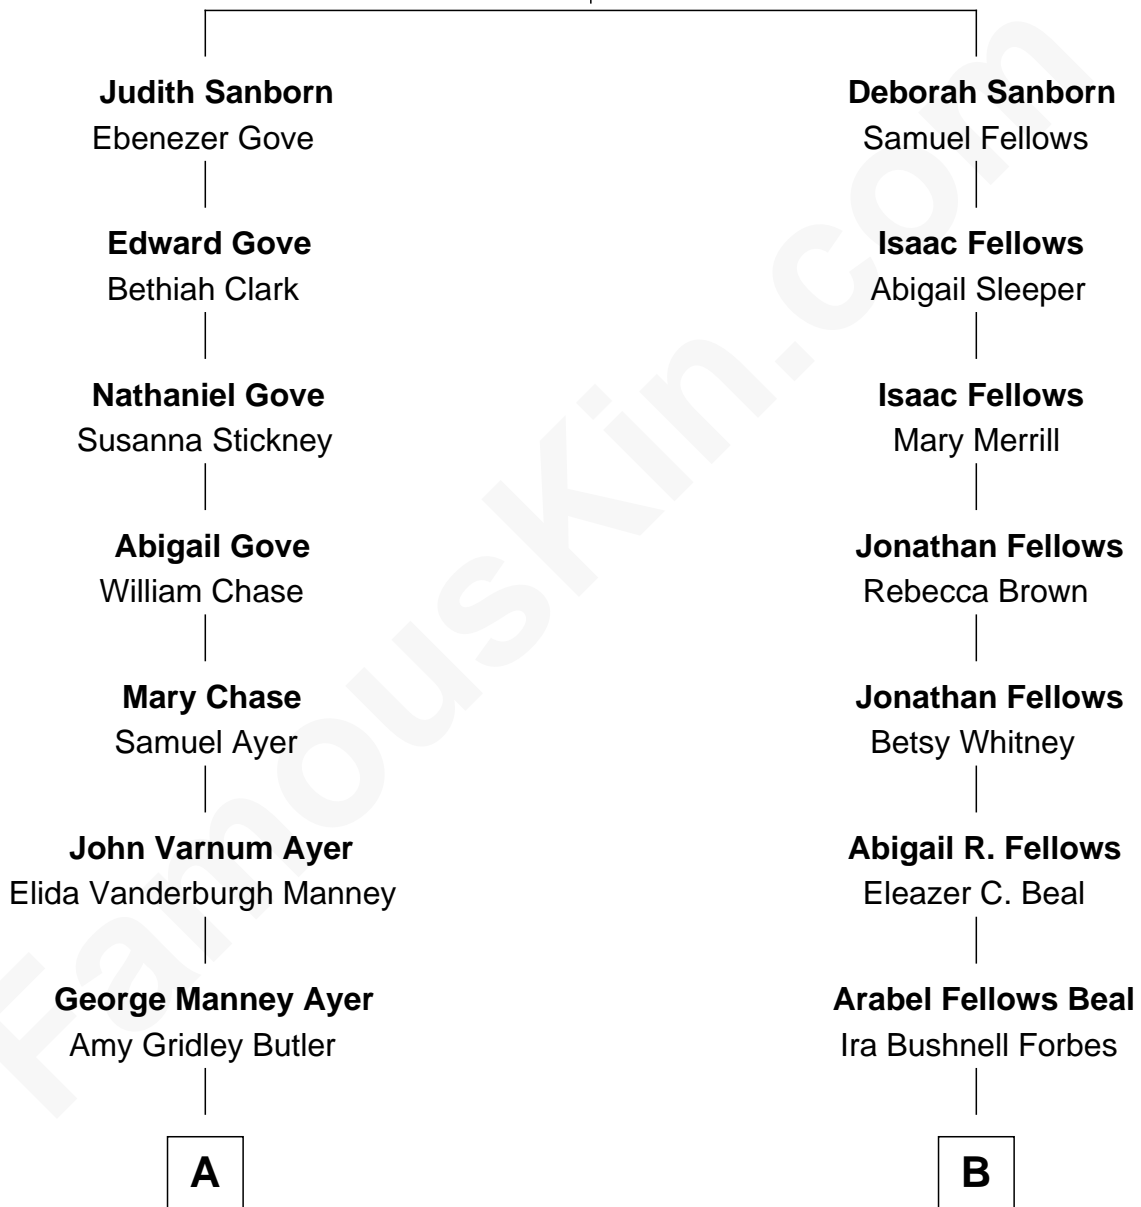 Judith Sanborn
Ebenezer Gove
Edward Gove
Bethiah Clark
Nathaniel Gove
Susanna Stickney
Abigail Gove
William Chase
Mary Chase
Samuel Ayer
John Varnum Ayer
Elida Vanderburgh Manney
George Manney Ayer
Amy Gridley Butler
A
Deborah Sanborn
Samuel Fellows
Isaac Fellows
Abigail Sleeper
Isaac Fellows
Mary Merrill
Jonathan Fellows
Rebecca Brown
Jonathan Fellows
Betsy Whitney
Abigail R. Fellows
Eleazer C. Beal
Arabel Fellows Beal
Ira Bushnell Forbes
B
FamousKin.com